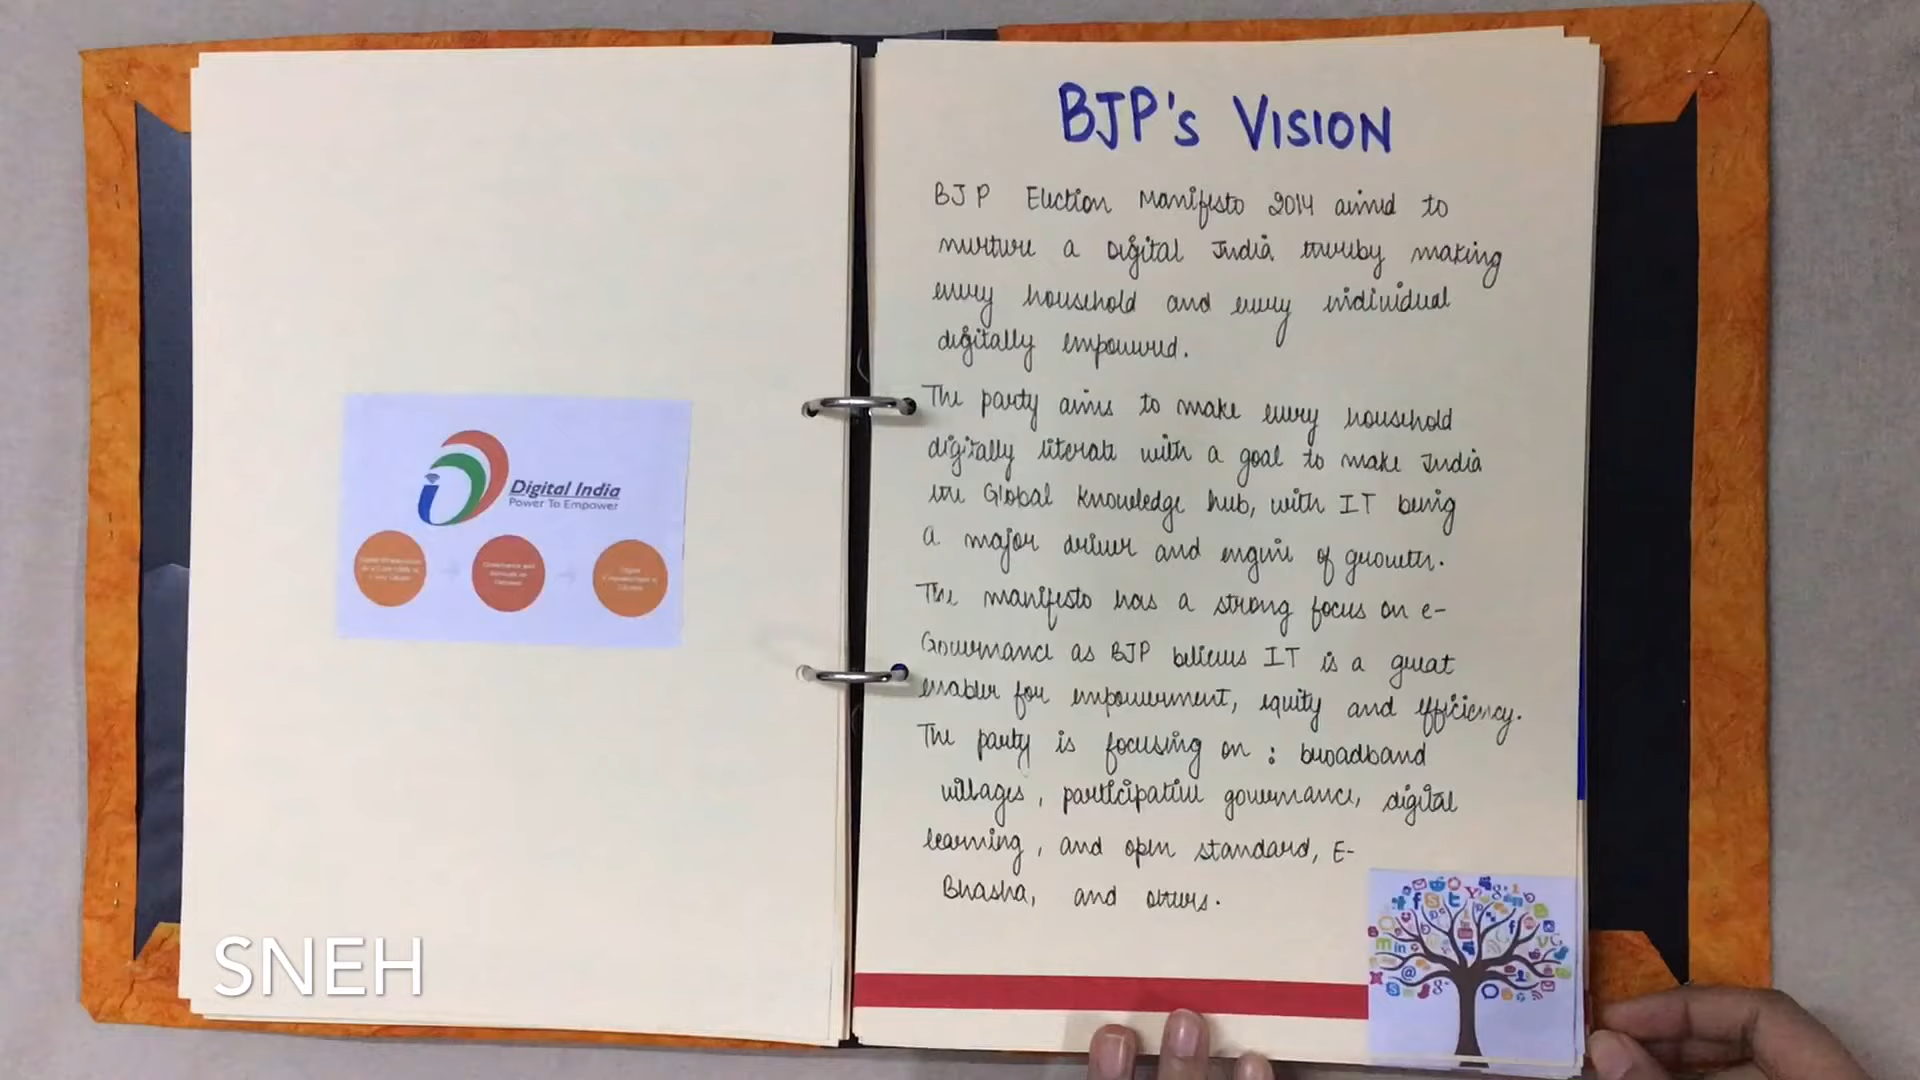 Digital India
Power To Empower
SNEH
BJP's VISION
BJP Election Manifesto 2014 aimed to
nurture a Digital India thereby making
every household and every individual
digitally empowered.
The party aims to make every household
digitally literate with a goal to make India
the Global Knowledge hub, with IT being
a major driver and engine of growth.
The manifesto has a strong focus on e-
Governance as BJP believes IT is a great
enabler for empowerment, equity and efficiency.
The party is focusing on : broadband
villages, participative governance, digital
learning, and open standard, E-
Bhasha, and others.